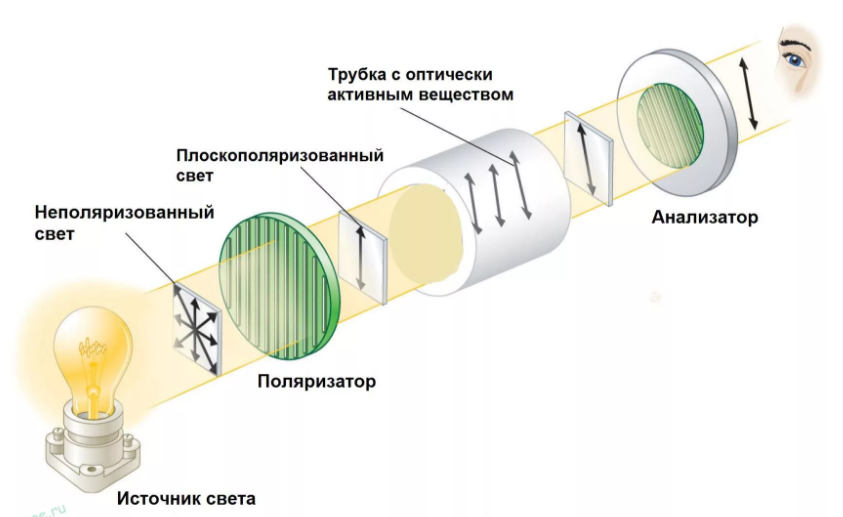 Трубка с оптически
активным веществом
Плоскополяризованный
свет
Неполяризованный
свет
Анализатор
Поляризатор
Источник света